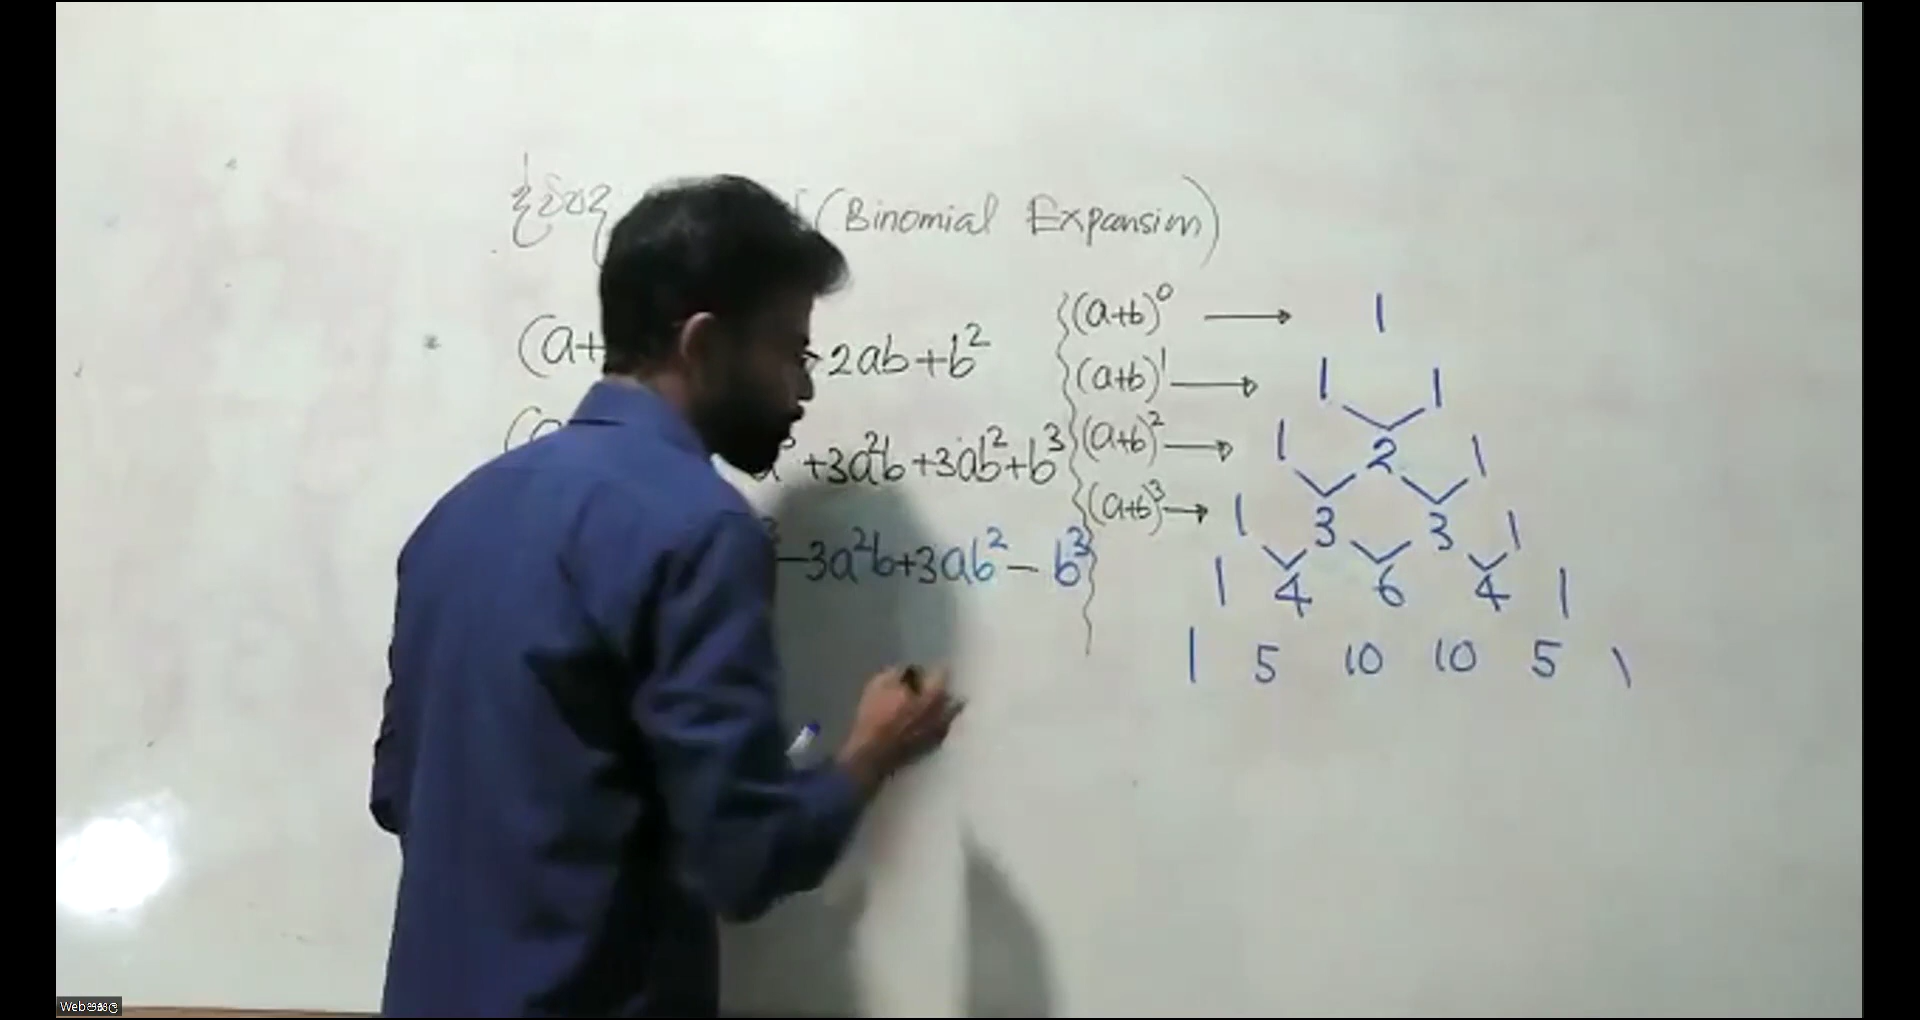 (Binomial Expansion)
(a+ 2ab+b²
+3a²b+3ab²+b³
-3a²b+3ab²- b³
(a+b)⁰ → 1
(a+b)¹ → 1 1
(a+b)² → 1 2 1
(a+b)³ → 1 3 3 1
1 4 6 4 1
1 5 10 10 5 1